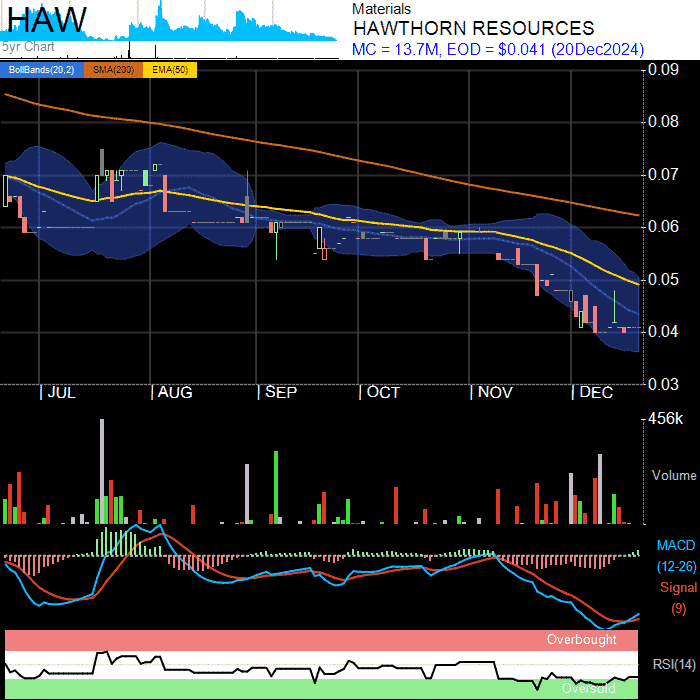 HAW
5yr Chart
Materials
HAWTHORN RESOURCES
MC = 13.7M, EOD = $0.041 (20Dec2024)
BollBands(20,2) SMA(200) EMA(50)
0.09
0.08
0.07
0.06
0.05
0.04
0.03
JUL AUG SEP OCT NOV DEC
456k
Volume
MACD
(12-26)
Signal
(9)
Overbought
RSI(14)
Oversold